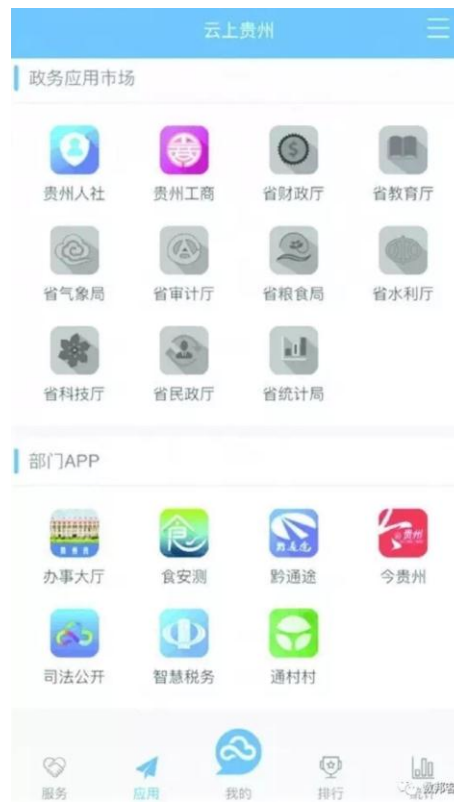 云上贵州
政务应用市场
贵州人社 贵州工商 省财政厅 省教育厅
省气象局 省审计厅 省粮食局 省水利厅
省科技厅 省民政厅 省统计局
部门APP
办事大厅 食安测 黔通途 今贵州
司法公开 智慧税务 通村村
服务 应用 我的 排行